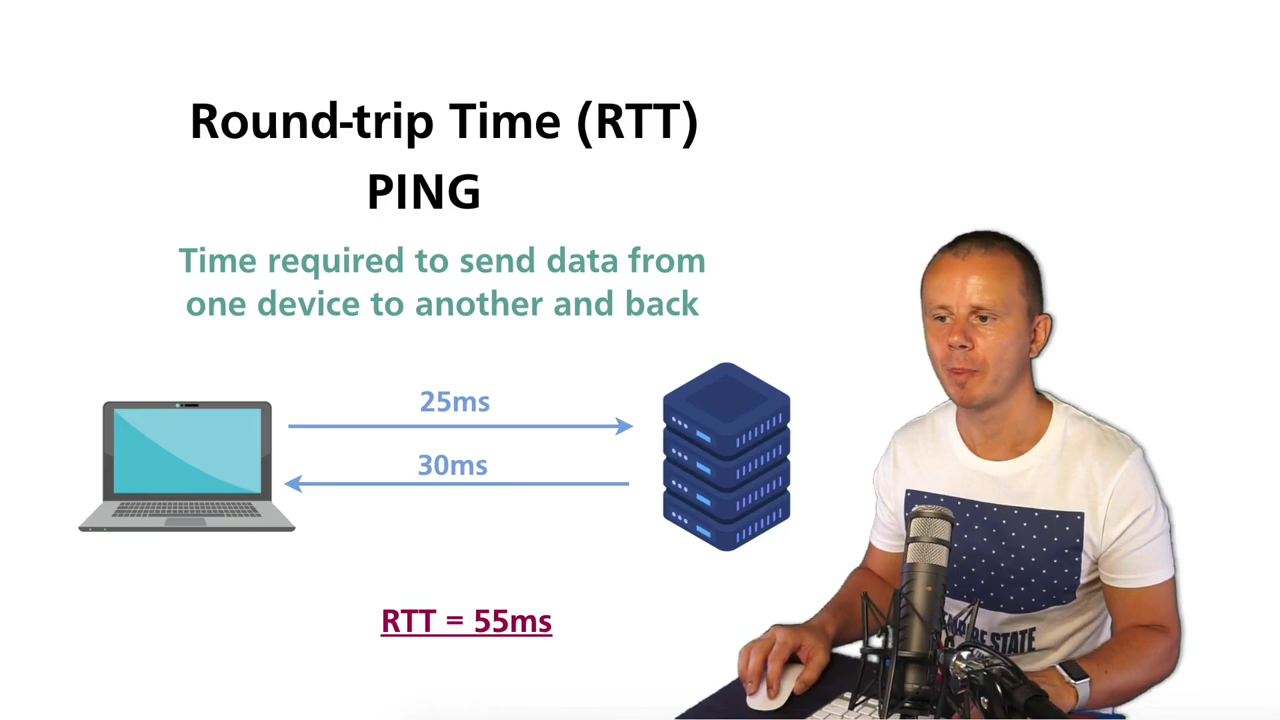 Round-trip Time (RTT)
PING
Time required to send data from
one device to another and back
25ms
30ms
RTT = 55ms
STATE